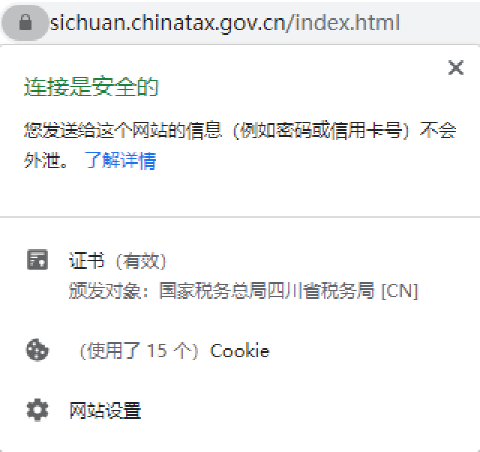 sichuan.chinatax.gov.cn/index.html
连接是安全的
您发送给这个网站的信息（例如密码或信用卡号）不会
外泄。 了解详情
证书（有效）
颁发对象：国家税务总局四川省税务局 [CN]
（使用了 15 个）Cookie
网站设置